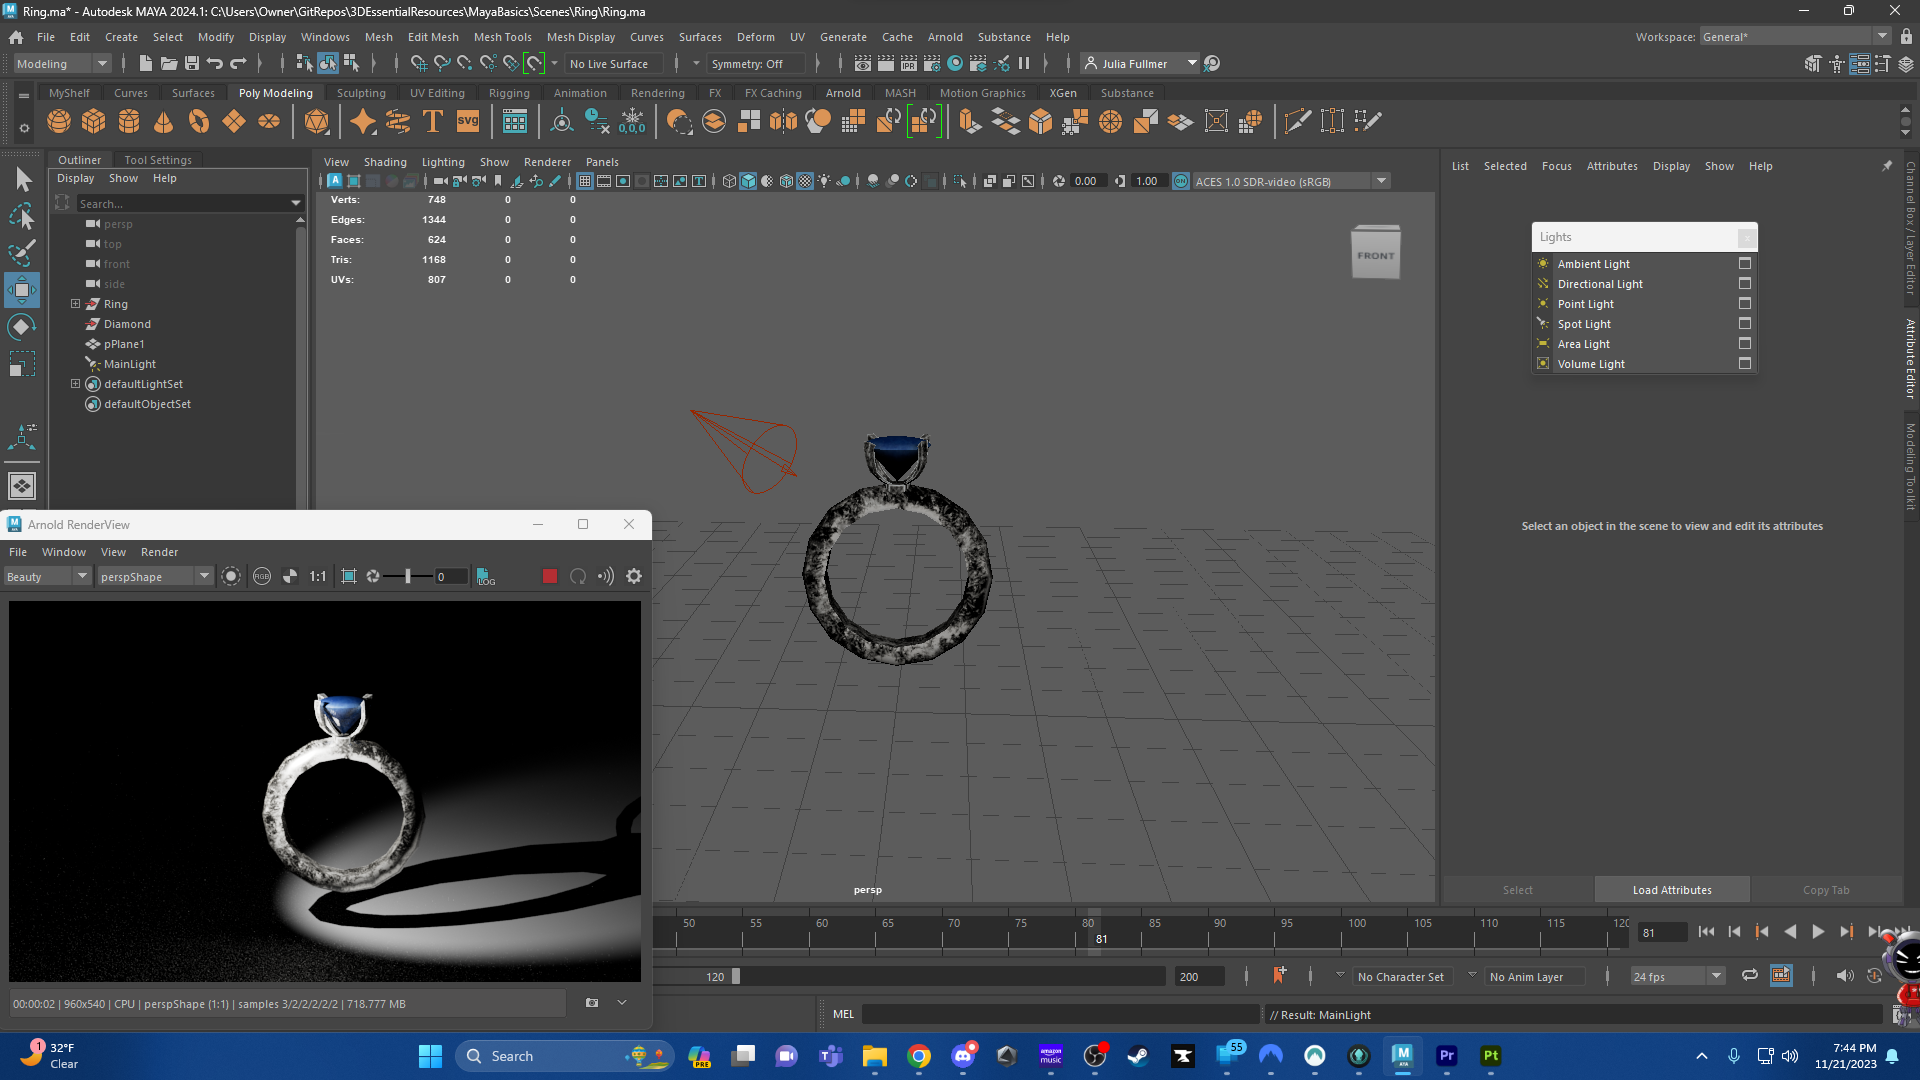 Ring.ma* - Autodesk MAYA 2024.1: C:\Users\Owner\GitRepos\3DEssentialResources\MayaBasics\Scenes\Ring\Ring.ma
File Edit Create Select Modify Display Windows Mesh Edit Mesh Mesh Tools Mesh Display Curves Surfaces Deform UV Generate Cache Arnold Substance Help
Workspace: General*
Modeling
No Live Surface
Symmetry: Off
Julia Fullmer
MyShelf Curves Surfaces Poly Modeling Sculpting UV Editing Rigging Animation Rendering FX FX Caching Arnold MASH Motion Graphics XGen Substance
T
svg
0,0,0
Outliner Tool Settings
Display Show Help
Search...
persp
top
front
side
Ring
Diamond
pPlane1
MainLight
defaultLightSet
defaultObjectSet
View Shading Lighting Show Renderer Panels
0.00
1.00
ACES 1.0 SDR-video (sRGB)
Verts: 748 0 0
Edges: 1344 0 0
Faces: 624 0 0
Tris: 1168 0 0
UVs: 807 0 0
FRONT
persp
List Selected Focus Attributes Display Show Help
Lights
Ambient Light
Directional Light
Point Light
Spot Light
Area Light
Volume Light
Select an object in the scene to view and edit its attributes
Select
Load Attributes
Copy Tab
Channel Box / Layer Editor
Attribute Editor
Modeling Toolkit
Arnold RenderView
File Window View Render
Beauty
perspShape
RGB
1:1
0
LOG
00:00:02 | 960x540 | CPU | perspShape (1:1) | samples 3/2/2/2/2/2 | 718.777 MB
50 55 60 65 70 75 80 85 90 95 100 105 110 115 120
81
81
120
200
No Character Set
No Anim Layer
24 fps
MEL
// Result: MainLight
1
32°F
Clear
Search
PRE
amazon music
55
M
Pr
Pt
7:44 PM
11/21/2023